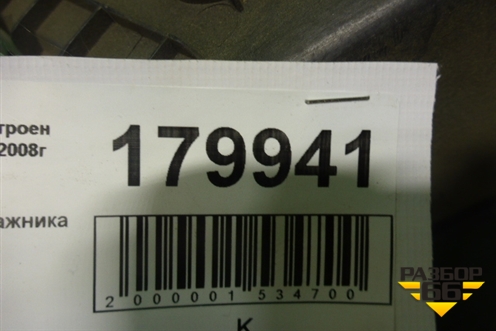 троен
2008г
179941
ажника
2 000001 534700
К
РАЗБОР
66